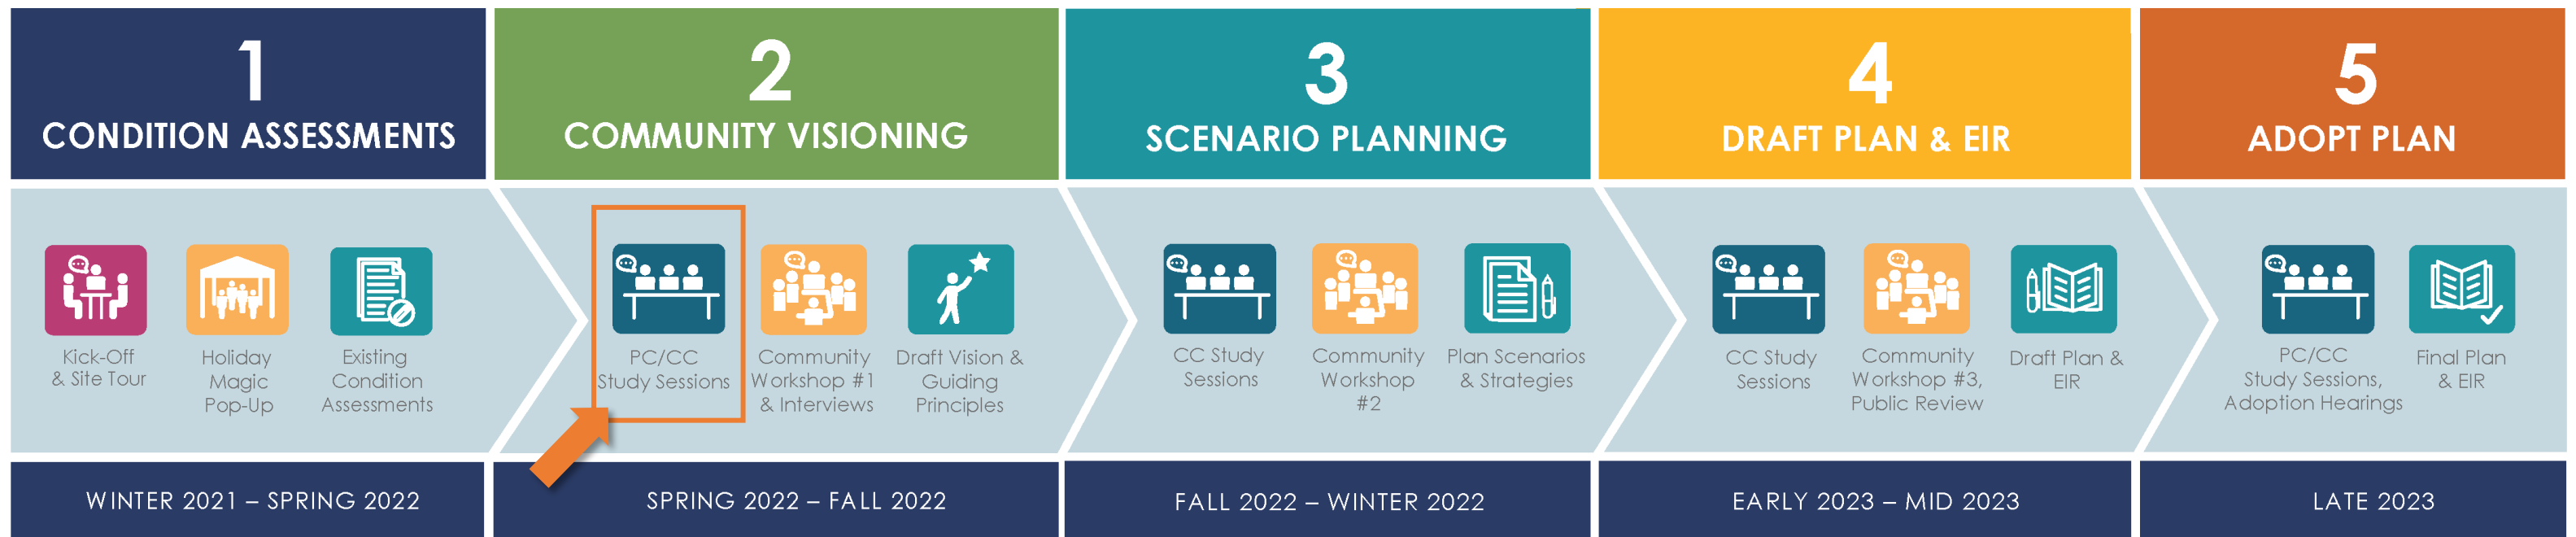 1
CONDITION ASSESSMENTS
2
COMMUNITY VISIONING
3
SCENARIO PLANNING
4
DRAFT PLAN & EIR
5
ADOPT PLAN
Kick-Off
& Site Tour
Holiday
Magic
Pop-Up
Existing
Condition
Assessments
PC/CC
Study Sessions
Community
Workshop #1
& Interviews
Draft Vision &
Guiding
Principles
CC Study
Sessions
Community
Workshop
#2
Plan Scenarios
& Strategies
CC Study
Sessions
Community
Workshop #3,
Public Review
Draft Plan &
EIR
PC/CC
Study Sessions,
Adoption Hearings
Final Plan
& EIR
WINTER 2021 – SPRING 2022
SPRING 2022 – FALL 2022
FALL 2022 – WINTER 2022
EARLY 2023 – MID 2023
LATE 2023